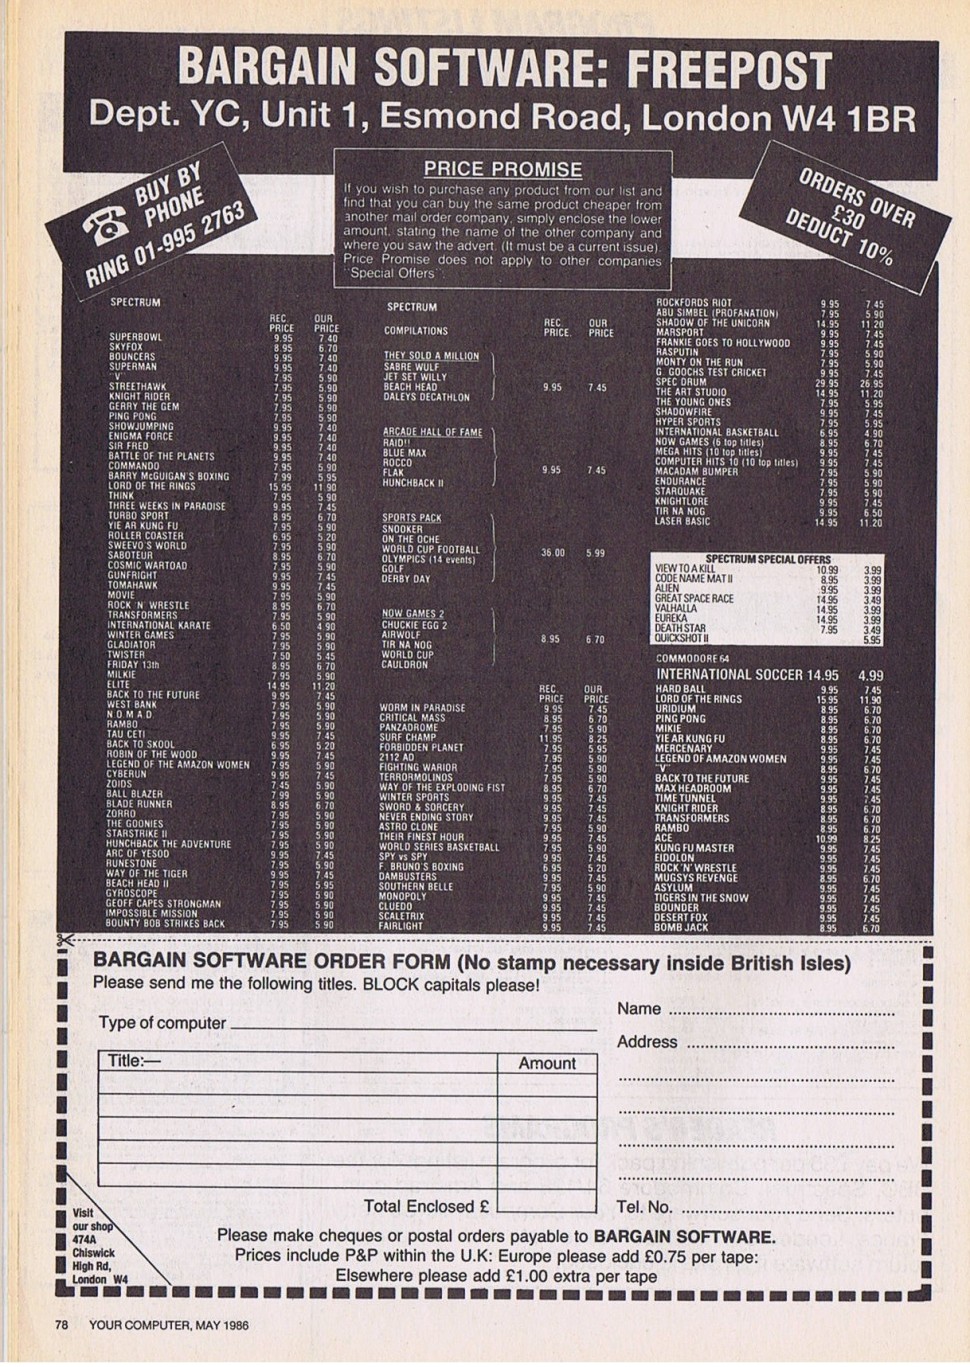 BARGAIN SOFTWARE: FREEPOST
Dept. YC, Unit 1, Esmond Road, London W4 1BR
BUY BY
PHONE
RING 01-995 2763
PRICE PROMISE
If you wish to purchase any product from our list and
find that you can buy the same product cheaper from
another mail order company, simply enclose the lower
amount, stating the name of the other company and
where you saw the advert. (It must be a current issue).
Price Promise does not apply to other companies
"Special Offers".
ORDERS OVER
£30
DEDUCT 10%
SPECTRUM
REC. OUR
PRICE PRICE
SUPERBOWL 9.95 7.40
SKYFOX 8.95 6.70
BOUNCERS 9.95 7.40
SUPERMAN 9.95 7.40
"V" 7.95 5.90
STREETHAWK 7.95 5.90
KNIGHT RIDER 7.95 5.90
GERRY THE GEM 7.95 5.90
PING PONG 7.95 5.90
SHOWJUMPING 9.95 7.40
ENIGMA FORCE 9.95 7.40
SIR FRED 9.95 7.40
BATTLE OF THE PLANETS 9.95 7.40
COMMANDO 7.95 5.90
BARRY McGUIGAN'S BOXING 7.99 5.95
LORD OF THE RINGS 15.95 11.90
THINK 7.95 5.90
THREE WEEKS IN PARADISE 9.95 7.45
TURBO SPORT 8.95 6.70
YIE AR KUNG FU 7.95 5.90
ROLLER COASTER 6.95 5.20
SWEEVO'S WORLD 7.95 5.90
SABOTEUR 8.95 6.70
COSMIC WARTOAD 7.95 5.90
GUNFRIGHT 9.95 7.45
TOMAHAWK 9.95 7.45
MOVIE 7.95 5.90
ROCK 'N' WRESTLE 8.95 6.70
TRANSFORMERS 7.95 5.90
INTERNATIONAL KARATE 6.50 4.90
WINTER GAMES 7.95 5.90
GLADIATOR 7.95 5.90
TWISTER 7.50 5.45
FRIDAY 13th 8.95 6.70
MILKIE 7.95 5.90
ELITE 14.95 11.20
BACK TO THE FUTURE 9.95 7.45
WEST BANK 7.95 5.90
N.O.M.A.D. 7.95 5.90
RAMBO 7.95 5.90
TAU CETI 9.95 7.45
BACK TO SKOOL 6.95 5.20
ROBIN OF THE WOOD 9.95 7.45
LEGEND OF THE AMAZON WOMEN 7.95 5.90
CYBERUN 9.95 7.45
ZOIDS 7.45 5.90
BALL BLAZER 7.99 5.90
BLADE RUNNER 8.95 6.70
ZORRO 7.95 5.90
THE GOONIES 7.95 5.90
STARSTRIKE II 7.95 5.90
HUNCHBACK THE ADVENTURE 7.95 5.90
ARC OF YESOD 9.95 7.45
RUNESTONE 7.95 5.90
WAY OF THE TIGER 9.95 7.45
BEACH HEAD II 7.95 5.95
GYROSCOPE 7.95 5.90
GEOFF CAPES STRONGMAN 7.95 5.90
IMPOSSIBLE MISSION 7.95 5.90
BOUNTY BOB STRIKES BACK 7.95 5.90
SPECTRUM
COMPILATIONS
REC. OUR
PRICE. PRICE
THEY SOLD A MILLION
SABRE WULF
JET SET WILLY
BEACH HEAD 9.95 7.45
DALEYS DECATHLON
ARCADE HALL OF FAME
RAID!!
BLUE MAX
ROCCO
FLAK 9.95 7.45
HUNCHBACK II
SPORTS PACK
SNOOKER
ON THE OCHE
WORLD CUP FOOTBALL 36.00 5.99
OLYMPICS (14 events)
GOLF
DERBY DAY
NOW GAMES 2
CHUCKIE EGG 2
AIRWOLF
TIR NA NOG 8.95 6.70
WORLD CUP
CAULDRON
REC. OUR
PRICE PRICE
WORM IN PARADISE 9.95 7.45
CRITICAL MASS 8.95 6.70
PANZADROME 7.95 5.90
SURF CHAMP 11.95 8.25
FORBIDDEN PLANET 7.95 5.95
2112 AD 7.95 5.90
FIGHTING WARIOR 7.95 5.90
TERRORMOLINOS 7.95 5.90
WAY OF THE EXPLODING FIST 8.95 6.70
WINTER SPORTS 9.95 7.45
SWORD & SORCERY 9.95 7.45
NEVER ENDING STORY 9.95 7.45
ASTRO CLONE 7.95 5.90
THEIR FINEST HOUR 9.95 7.45
WORLD SERIES BASKETBALL 7.95 5.90
SPY vs SPY 9.95 7.45
F. BRUNO'S BOXING 6.95 5.20
DAMBUSTERS 9.95 7.45
SOUTHERN BELLE 7.95 5.90
MONOPOLY 9.95 7.45
CLUEDO 9.95 7.45
SCALETRIX 9.95 7.45
FAIRLIGHT 9.95 7.45
ROCKFORDS RIOT 9.95 7.45
ABU SIMBEL (PROFANATION) 7.95 5.90
SHADOW OF THE UNICORN 14.95 11.20
MARSPORT 9.95 7.45
FRANKIE GOES TO HOLLYWOOD 9.95 7.45
RASPUTIN 7.95 5.90
MONTY ON THE RUN 7.95 5.90
G. GOOCHS TEST CRICKET 9.95 7.45
SPEC DRUM 29.95 26.95
THE ART STUDIO 14.95 11.20
THE YOUNG ONES 7.95 5.95
SHADOWFIRE 9.95 7.45
HYPER SPORTS 7.95 5.95
INTERNATIONAL BASKETBALL 6.95 4.90
NOW GAMES (6 top titles) 8.95 6.70
MEGA HITS (10 top titles) 9.95 7.45
COMPUTER HITS 10 (10 top titles) 9.95 7.45
MACADAM BUMPER 7.95 5.90
ENDURANCE 7.95 5.90
STARQUAKE 7.95 5.90
KNIGHTLORE 9.95 7.45
TIR NA NOG 9.95 6.50
LASER BASIC 14.95 11.20
SPECTRUM SPECIAL OFFERS
VIEW TO A KILL 10.99 3.99
CODE NAME MAT II 8.95 3.99
ALIEN 9.95 3.99
GREAT SPACE RACE 14.95 3.49
VALHALLA 14.95 3.99
EUREKA 14.95 3.99
DEATH STAR 7.95 3.49
QUICKSHOT II 5.95
COMMODORE 64
INTERNATIONAL SOCCER 14.95 4.99
HARD BALL 9.95 7.45
LORD OF THE RINGS 15.95 11.90
URIDIUM 8.95 6.70
PING PONG 8.95 6.70
MIKIE 8.95 6.70
YIE AR KUNG FU 8.95 6.70
MERCENARY 9.95 7.45
LEGEND OF AMAZON WOMEN 9.95 7.45
"V" 8.95 6.70
BACK TO THE FUTURE 9.95 7.45
MAX HEADROOM 9.95 7.45
TIME TUNNEL 9.95 7.45
KNIGHT RIDER 8.95 6.70
TRANSFORMERS 8.95 6.70
RAMBO 8.95 6.70
ACE 10.99 8.25
KUNG FU MASTER 9.95 7.45
EIDOLON 9.95 7.45
ROCK 'N' WRESTLE 9.95 7.45
MUGSYS REVENGE 8.95 6.70
ASYLUM 9.95 7.45
TIGERS IN THE SNOW 9.95 7.45
BOUNDER 9.95 7.45
DESERT FOX 9.95 7.45
BOMB JACK 8.95 6.70
BARGAIN SOFTWARE ORDER FORM (No stamp necessary inside British Isles)
Please send me the following titles. BLOCK capitals please!
Type of computer
Title:— Amount
Total Enclosed £
Name
Address
Tel. No.
Visit
our shop
474A
Chiswick
High Rd,
London W4
Please make cheques or postal orders payable to BARGAIN SOFTWARE.
Prices include P&P within the U.K: Europe please add £0.75 per tape:
Elsewhere please add £1.00 extra per tape
78 YOUR COMPUTER, MAY 1986